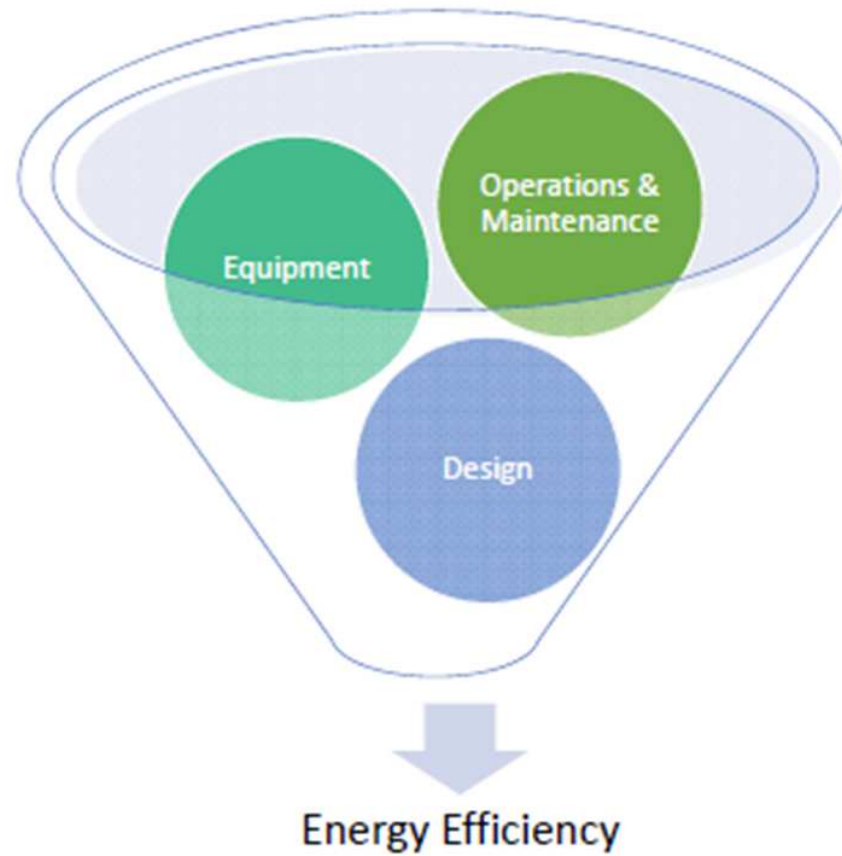 Operations &
Maintenance
Equipment
Design
Energy Efficiency